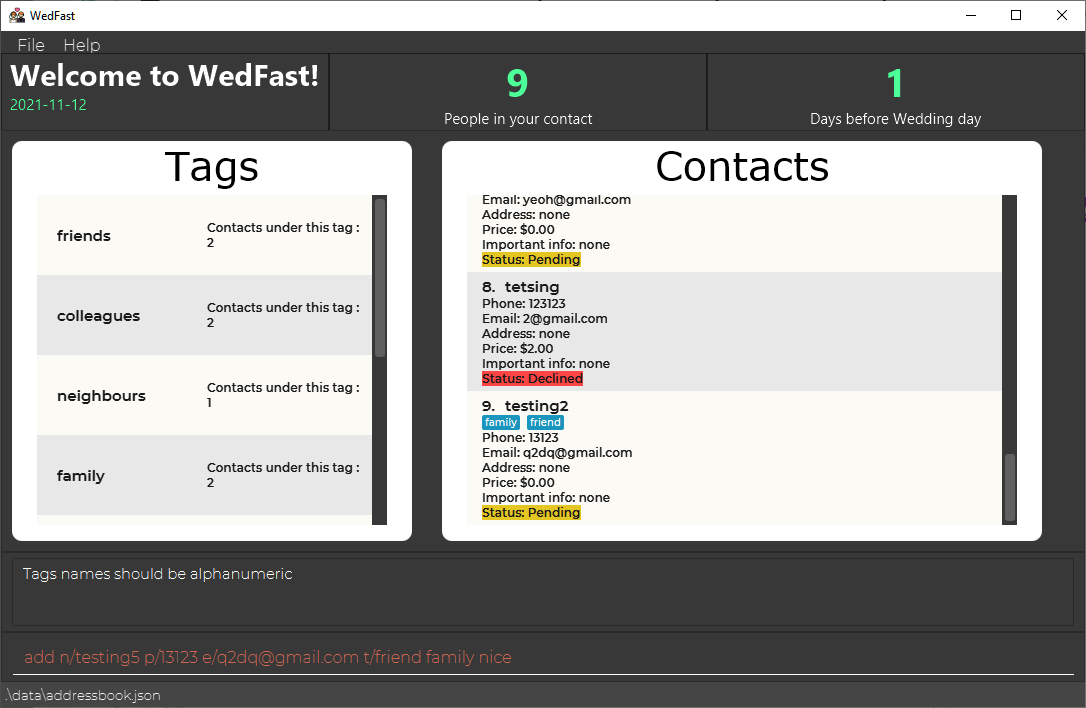 WedFast
File Help
Welcome to WedFast!
2021-11-12
9
People in your contact
1
Days before Wedding day
Tags
friends
Contacts under this tag :
2
colleagues
Contacts under this tag :
2
neighbours
Contacts under this tag :
1
family
Contacts under this tag :
2
Contacts
Email: yeoh@gmail.com
Address: none
Price: $0.00
Important info: none
Status: Pending
8. tetsing
Phone: 123123
Email: 2@gmail.com
Address: none
Price: $2.00
Important info: none
Status: Declined
9. testing2
family friend
Phone: 13123
Email: q2dq@gmail.com
Address: none
Price: $0.00
Important info: none
Status: Pending
Tags names should be alphanumeric
add n/testing5 p/13123 e/q2dq@gmail.com t/friend family nice
.\data\addressbook.json